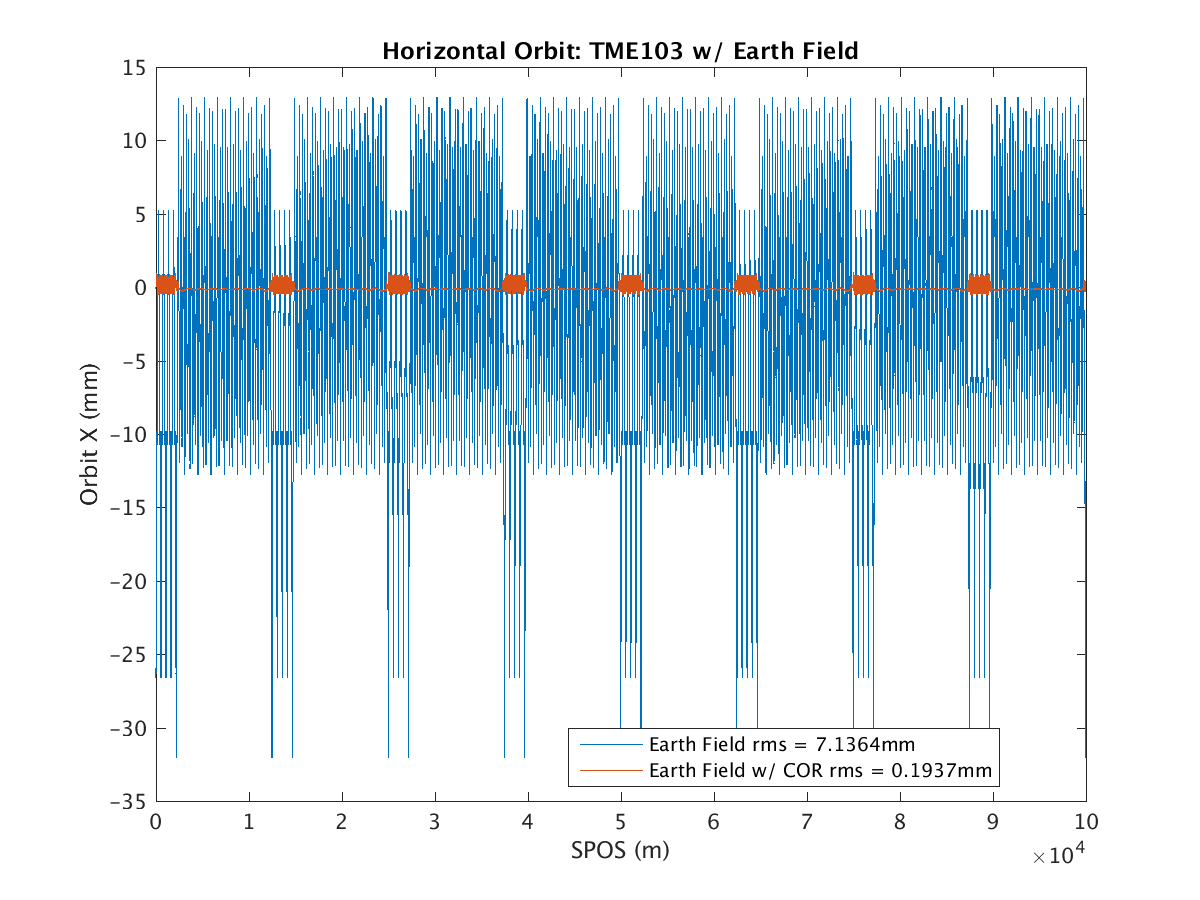 Horizontal Orbit: TME103 w/ Earth Field
15
10
5
0
−5
−10
−15
−20
−25
−30
−35
Orbit X (mm)
Earth Field rms = 7.1364mm
Earth Field w/ COR rms = 0.1937mm
0 1 2 3 4 5 6 7 8 9 10
SPOS (m)
×10⁴